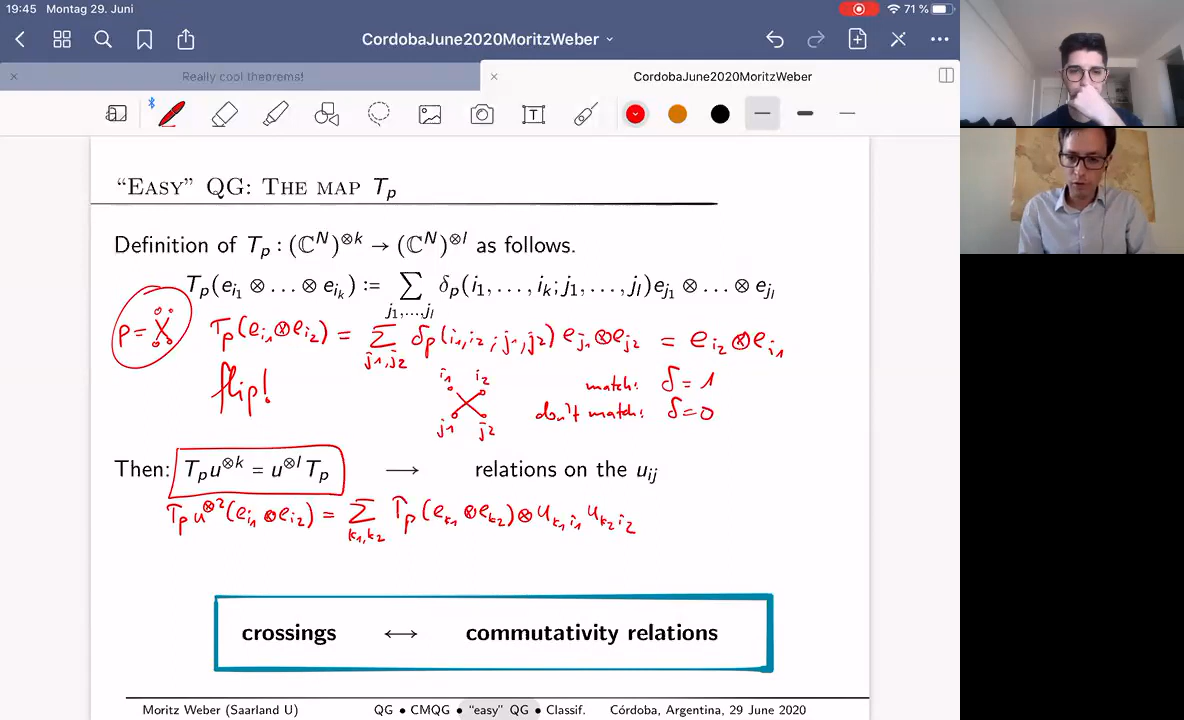 19:45 Montag 29. Juni 71 %
CordobaJune2020MoritzWeber
Really cool theorems! CordobaJune2020MoritzWeber
“Easy” QG: The map T_p
Definition of T_p : (ℂ^N)^{⊗k} → (ℂ^N)^{⊗l} as follows.
T_p(e_{i_1} ⊗ … ⊗ e_{i_k}) := ∑_{j_1,…,j_l} δ_p(i_1, …, i_k; j_1, …, j_l)e_{j_1} ⊗ … ⊗ e_{j_l}
p = T_p(e_{i_1} ⊗ e_{i_2}) = ∑_{j_1,j_2} δ_p(i_1,i_2; j_1,j_2) e_{j_1} ⊗ e_{j_2} = e_{i_2} ⊗ e_{i_1}
flip! i_1 i_2 match: δ = 1
j_1 j_2 don't match: δ = 0
Then: T_p u^{⊗k} = u^{⊗l} T_p ⟶ relations on the u_{ij}
T_p u^{⊗2}(e_{i_1} ⊗ e_{i_2}) = ∑_{k_1,k_2} T_p(e_{k_1} ⊗ e_{k_2}) ⊗ u_{k_1 i_1} u_{k_2 i_2}
crossings ⟷ commutativity relations
Moritz Weber (Saarland U) QG • CMQG • “easy” QG • Classif. Córdoba, Argentina, 29 June 2020